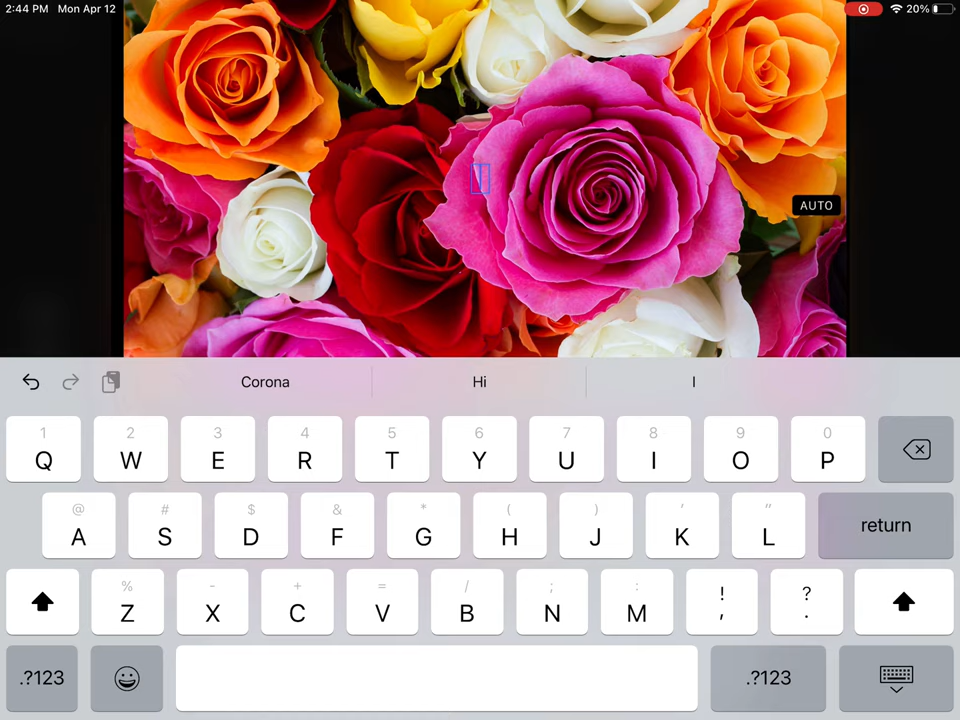 2:44 PM Mon Apr 12 20%
AUTO
Corona Hi I
1 2 3 4 5 6 7 8 9 0
Q W E R T Y U I O P
@ # $ & * ( ) ' "
A S D F G H J K L return
% - + = / ; : ! ?
Z X C V B N M , .
.?123 .?123